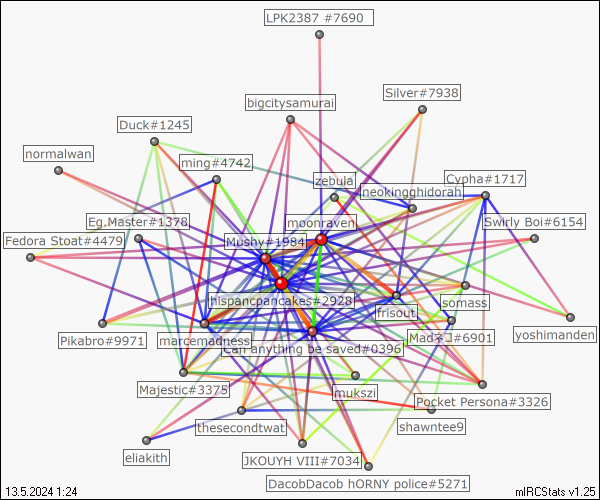 LPK2387 #7690
Silver#7938
bigcitysamurai
Duck#1245
normalwan
ming#4742
zebula
neokingghidorah
Cypha#1717
Eg.Master#1378
moonraven
Swirly Boi#6154
Fedora Stoat#4479
Mushy#1984
hispancpancakes#2928
somass
frisout
Pikabro#9971
marcemadness
Can anything be saved#0396
Mad木J#6901
yoshimanden
Majestic#3375
mukszi
Pocket Persona#3326
thesecondtwat
shawntee9
eliakith
JKOUYH VIII#7034
DacobDacob hORNY police#5271
13.5.2024 1:24
mIRCStats v1.25